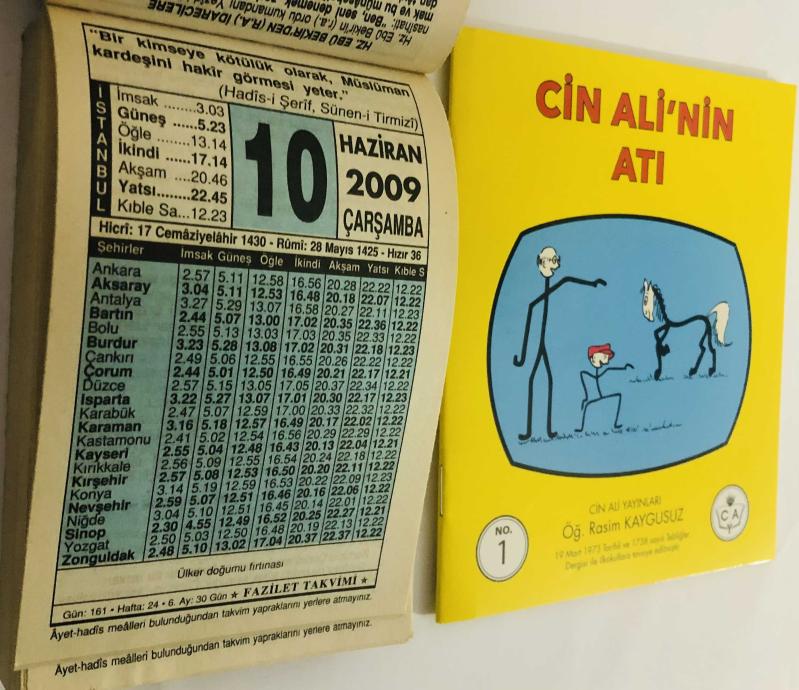 HZ. EBÛ BEKİR'DEN (R.A.) İDARECİLERE
"Bir kimseye kötülük olarak, Müslüman
kardeşini hakîr görmesi yeter."
(Hadîs-i Şerîf, Sünen-i Tirmizî)
İSTANBUL
İmsak ........3.03
Güneş ......5.23
Öğle ........13.14
İkindi ......17.14
Akşam ...20.46
Yatsı........22.45
Kıble Sa...12.23
10
HAZİRAN
2009
ÇARŞAMBA
Hicrî: 17 Cemâziyelâhir 1430 - Rûmî: 28 Mayıs 1425 - Hızır 36
Şehirler İmsak Güneş Öğle İkindi Akşam Yatsı Kıble S
Ankara 2.57 5.11 12.58 16.56 20.28 22.22 12.22
Aksaray 3.04 5.11 12.53 16.48 20.18 22.07 12.22
Antalya 3.27 5.29 13.07 16.58 20.27 22.11 12.23
Bartın 2.44 5.07 13.00 17.02 20.35 22.36 12.22
Bolu 2.55 5.13 13.03 17.03 20.35 22.33 12.22
Burdur 3.23 5.28 13.08 17.02 20.31 22.18 12.23
Çankırı 2.49 5.06 12.55 16.55 20.26 22.22 12.22
Çorum 2.44 5.01 12.50 16.49 20.21 22.17 12.21
Düzce 2.57 5.15 13.05 17.05 20.37 22.34 12.22
Isparta 3.22 5.27 13.07 17.01 20.30 22.17 12.23
Karabük 2.47 5.07 12.59 17.00 20.33 22.32 12.22
Karaman 3.16 5.18 12.57 16.49 20.17 22.02 12.22
Kastamonu 2.41 5.02 12.54 16.56 20.29 22.29 12.22
Kayseri 2.55 5.04 12.48 16.43 20.13 22.04 12.21
Kırıkkale 2.56 5.09 12.55 16.54 20.24 22.18 12.22
Kırşehir 2.57 5.08 12.53 16.50 20.20 22.11 12.22
Konya 3.14 5.19 12.59 16.53 20.22 22.09 12.23
Nevşehir 2.59 5.07 12.51 16.46 20.16 22.06 12.22
Niğde 3.04 5.10 12.51 16.45 20.14 22.01 12.22
Sinop 2.30 4.55 12.49 16.52 20.25 22.27 12.21
Yozgat 2.50 5.03 12.50 16.48 20.19 22.13 12.22
Zonguldak 2.48 5.10 13.02 17.04 20.37 22.37 12.22
Ülker doğumu fırtınası
Gün: 161 • Hafta: 24 • 6. Ay: 30 Gün ★ FAZİLET TAKVİMİ ★
Âyet-hadîs meâlleri bulunduğundan takvim yapraklarını yerlere atmayınız.
Âyet-hadîs meâlleri bulunduğundan takvim yapraklarını yerlere atmayınız.
CİN ALİ'NİN
ATI
CİN ALİ YAYINLARI
Öğ. Rasim KAYGUSUZ
19 Mart 1973 Tarihli ve 1738 sayılı Tebliğler
Dergisi ile ilkokullara tavsiye edilmiştir.
NO.
1
C A